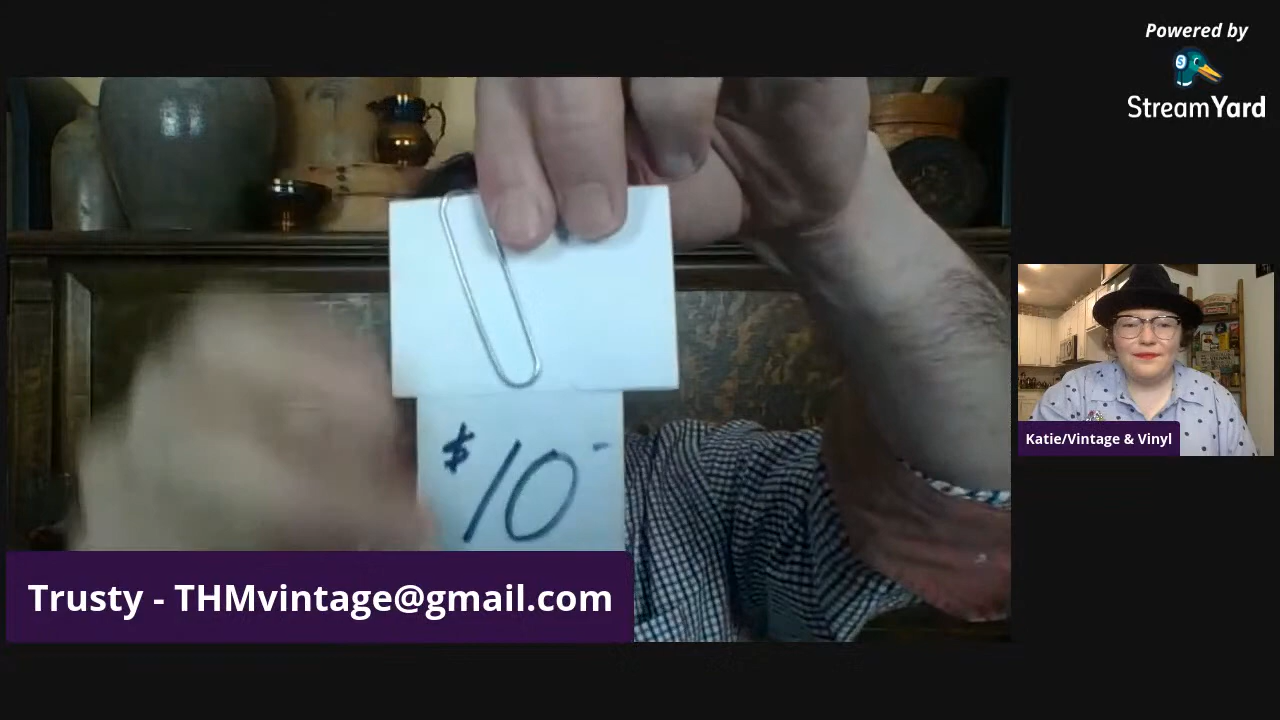 Powered by
StreamYard
$10-
Katie/Vintage & Vinyl
Trusty - THMvintage@gmail.com